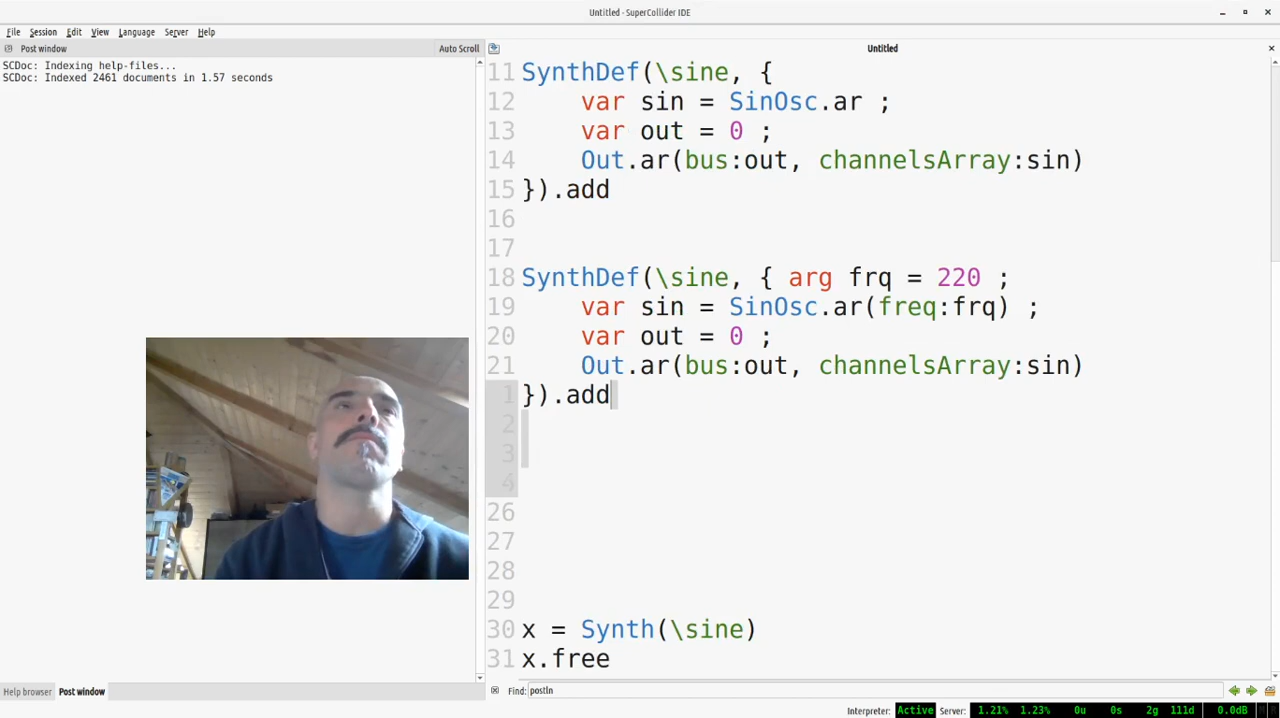 Untitled - SuperCollider IDE
File Session Edit View Language Server Help
Post window Auto Scroll
SCDoc: Indexing help-files...
SCDoc: Indexed 2461 documents in 1.57 seconds
Untitled
11 SynthDef(\sine, {
12 var sin = SinOsc.ar ;
13 var out = 0 ;
14 Out.ar(bus:out, channelsArray:sin)
15 }).add
16
17
18 SynthDef(\sine, { arg frq = 220 ;
19 var sin = SinOsc.ar(freq:frq) ;
20 var out = 0 ;
21 Out.ar(bus:out, channelsArray:sin)
1 }).add
2
3
4
26
27
28
29
30 x = Synth(\sine)
31 x.free
Help browser Post window
Find: postln
Interpreter: Active Server: 1.21% 1.23% 0u 0s 2g 111d 0.0dB